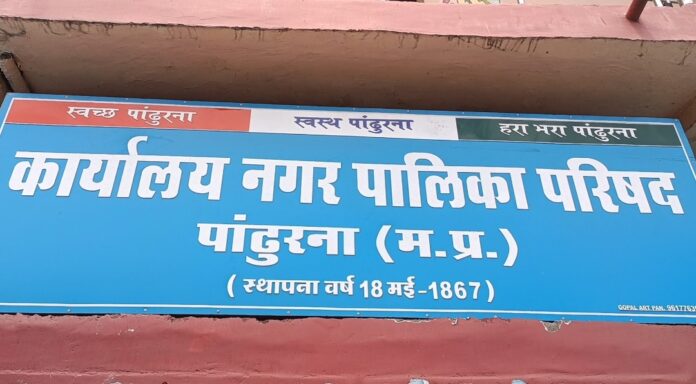 स्वच्छ पांढुरना स्वस्थ पांढुरना हरा भरा पांढुरना
कार्यालय नगर पालिका परिषद
पांढुरना (म.प्र.)
( स्थापना वर्ष 18 मई -1867 )
GOPAL ART PAN.